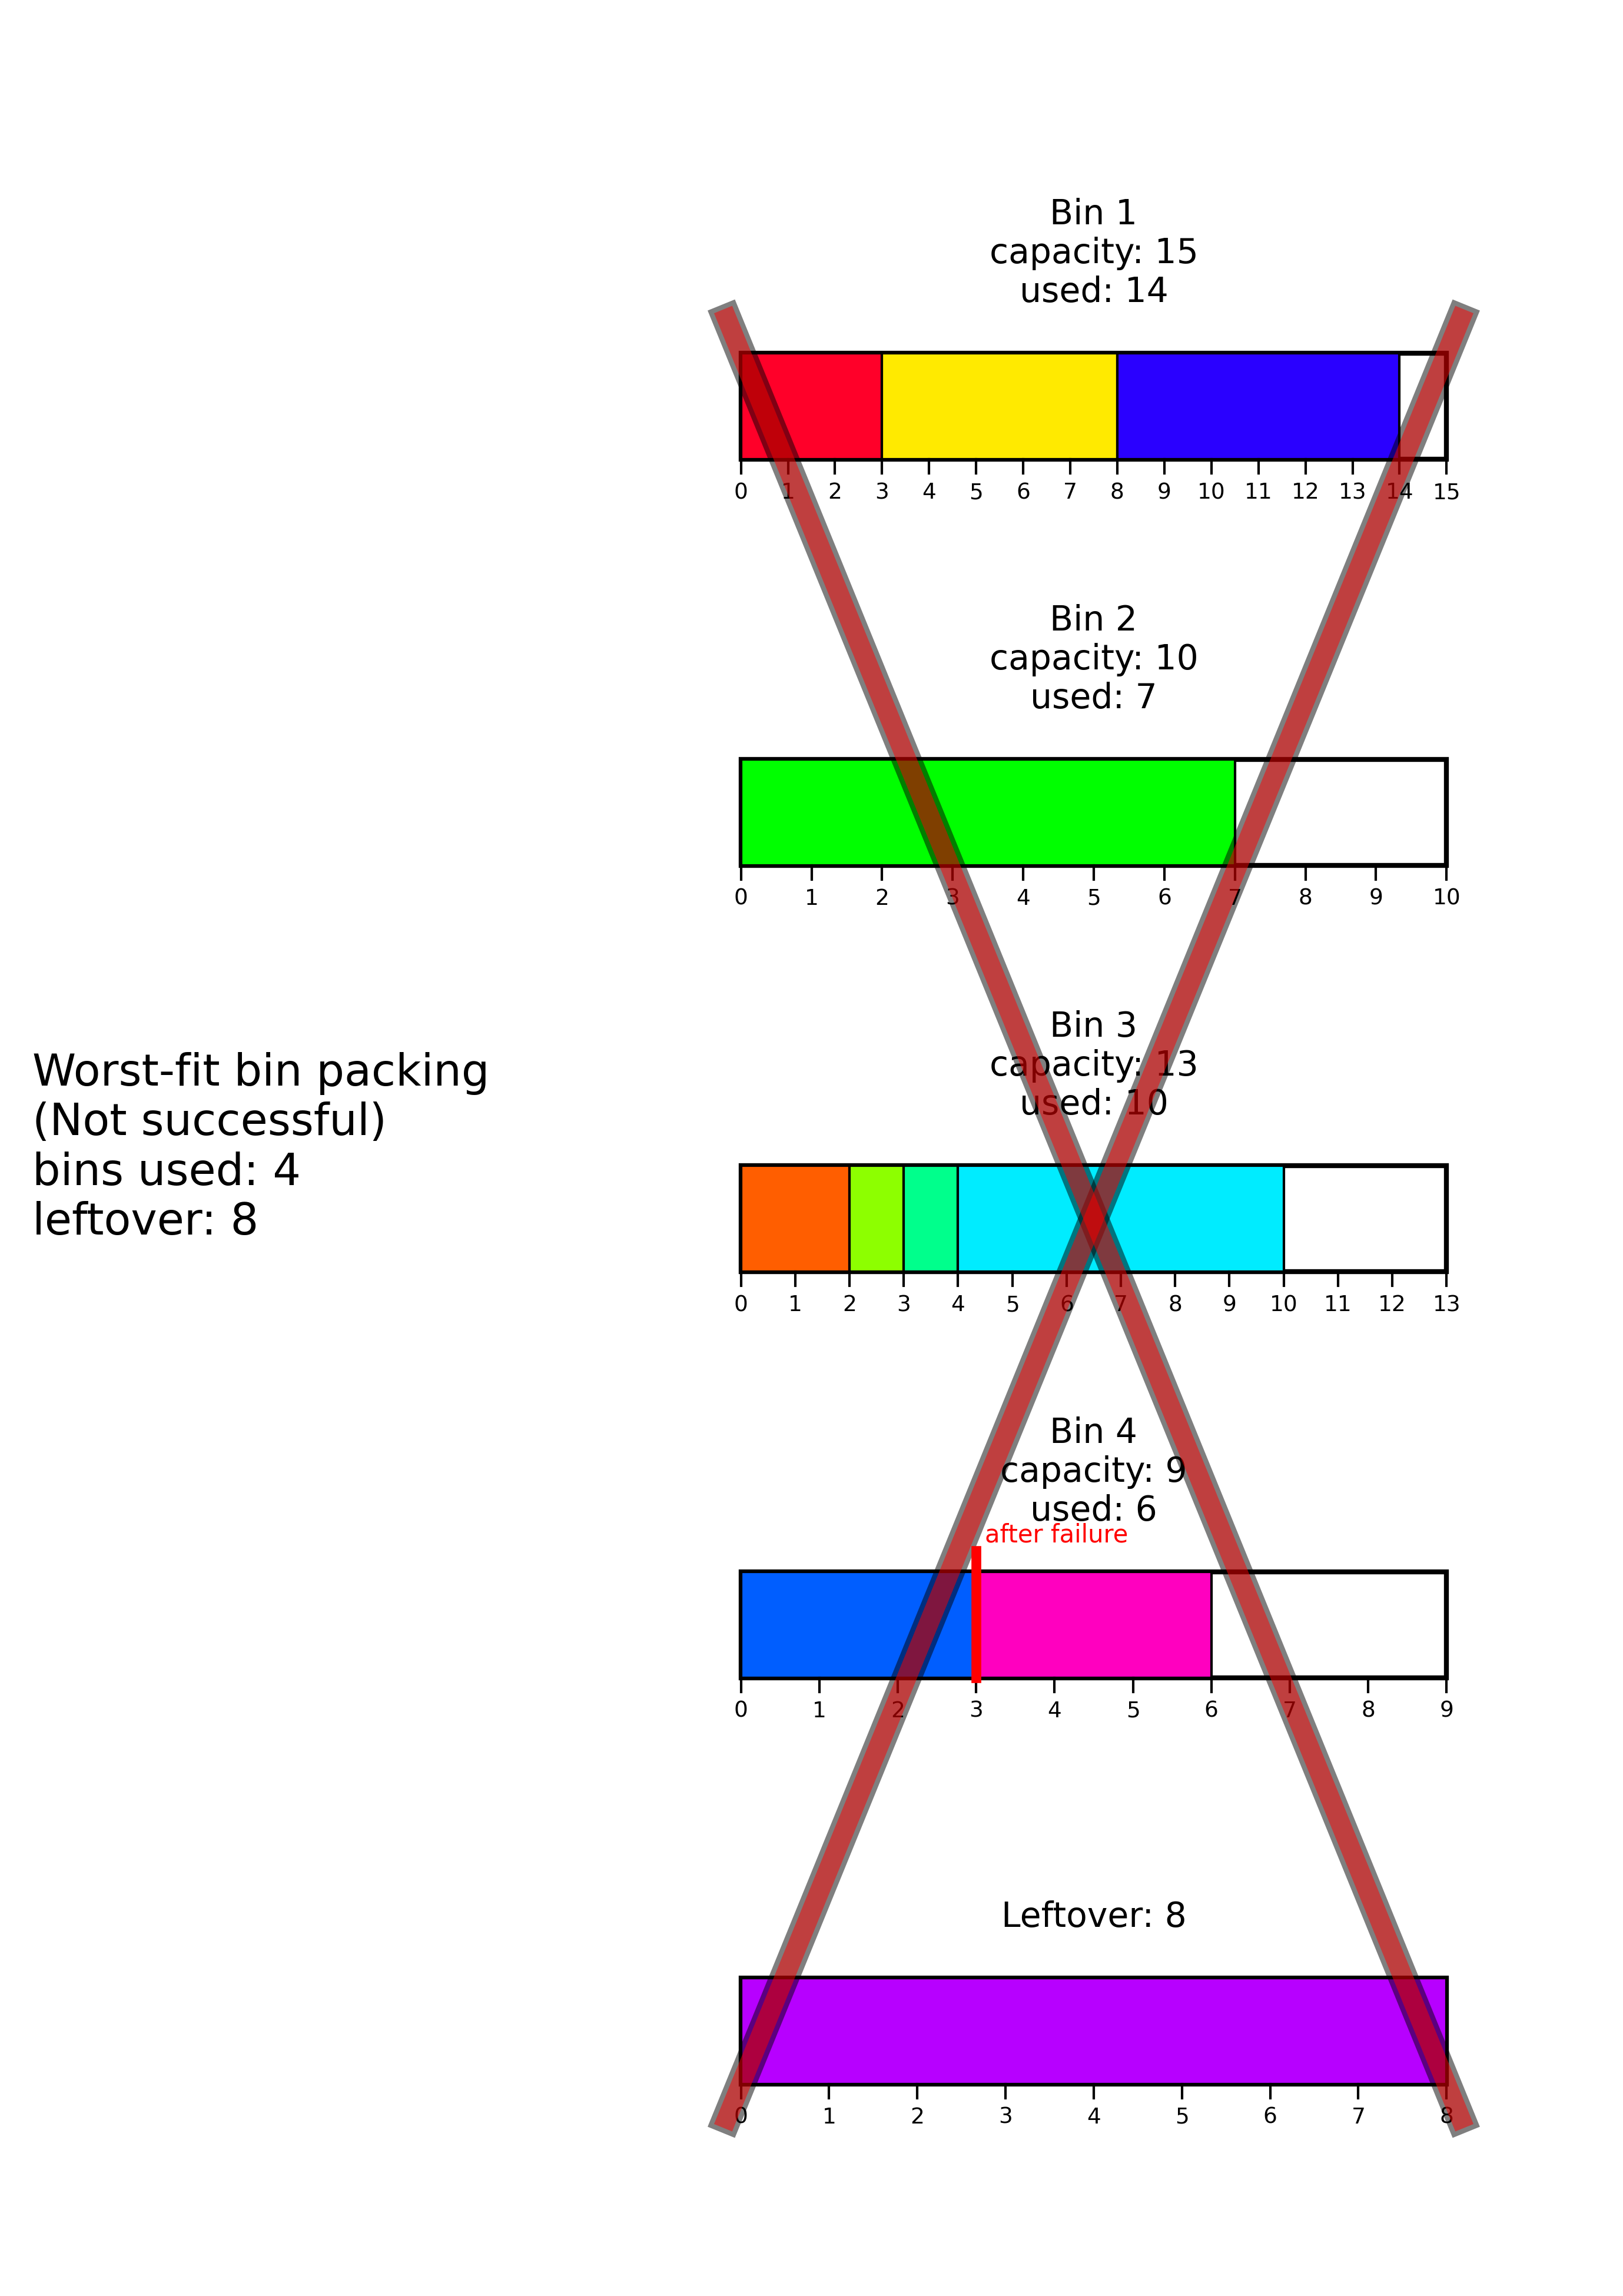 Bin 1
capacity: 15
used: 14
0 1 2 3 4 5 6 7 8 9 10 11 12 13 14 15
Bin 2
capacity: 10
used: 7
0 1 2 3 4 5 6 7 8 9 10
Bin 3
capacity: 13
used: 10
0 1 2 3 4 5 6 7 8 9 10 11 12 13
Worst-fit bin packing
(Not successful)
bins used: 4
leftover: 8
Bin 4
capacity: 9
used: 6
after failure
0 1 2 3 4 5 6 7 8 9
Leftover: 8
0 1 2 3 4 5 6 7 8